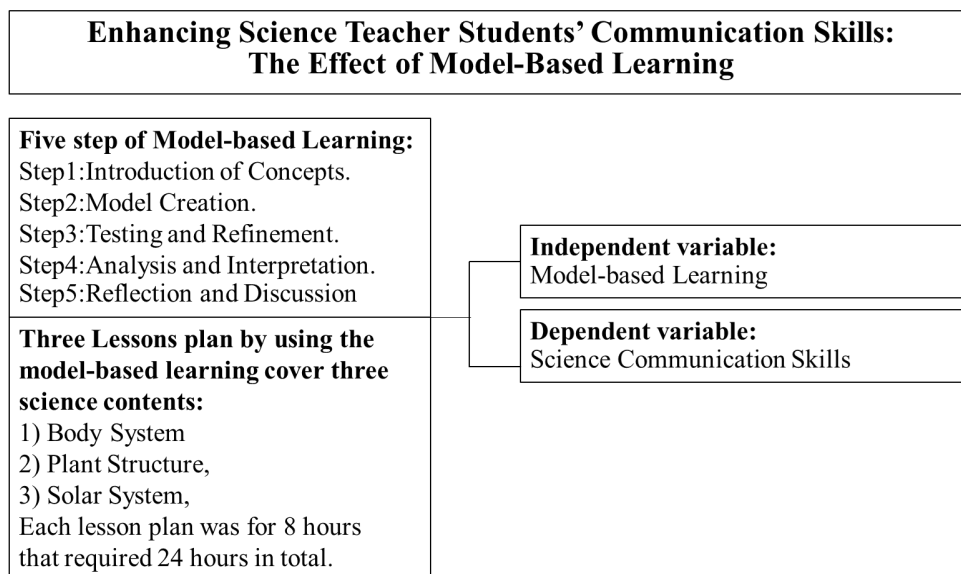 Enhancing Science Teacher Students’ Communication Skills:
The Effect of Model-Based Learning
Five step of Model-based Learning:
Step1:Introduction of Concepts.
Step2:Model Creation.
Step3:Testing and Refinement.
Step4:Analysis and Interpretation.
Step5:Reflection and Discussion
Three Lessons plan by using the
model-based learning cover three
science contents:
1) Body System
2) Plant Structure,
3) Solar System,
Each lesson plan was for 8 hours
that required 24 hours in total.
Independent variable:
Model-based Learning
Dependent variable:
Science Communication Skills